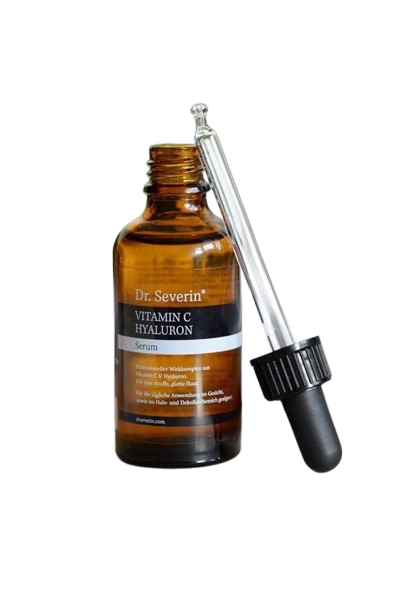 Dr. Severin®
VITAMIN C
HYALURON
Serum
Professioneller Wirkkomplex aus
Vitamin C & Hyaluron.
Für eine straffe, glatte Haut.
Für die tägliche Anwendung im Gesicht,
sowie im Hals- und Dekolletébereich geeignet.
drseverin.com